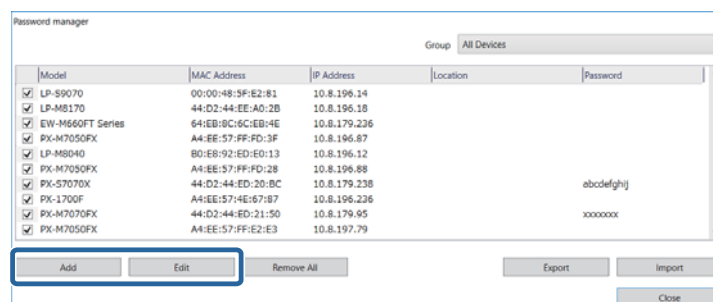 Password manager
Group All Devices
Model MAC Address IP Address Location Password
LP-S9070 00:00:48:5F:E2:81 10.8.196.14
LP-M8170 44:D2:44:EE:A0:2B 10.8.196.18
EW-M660FT Series 64:EB:8C:6C:EB:4E 10.8.179.236
PX-M7050FX A4:EE:57:FF:FD:3F 10.8.196.87
LP-M8040 B0:E8:92:ED:E0:13 10.8.196.12
PX-M7050FX A4:EE:57:FF:FD:28 10.8.196.88
PX-S7070X 44:D2:44:ED:20:BC 10.8.179.238 abcdefghij
PX-1700F A4:EE:57:4E:67:87 10.8.196.236
PX-M7070FX 44:D2:44:ED:21:50 10.8.179.95 xxxxxxx
PX-M7050FX A4:EE:57:FF:E2:E3 10.8.197.79
Add Edit Remove All Export Import
Close